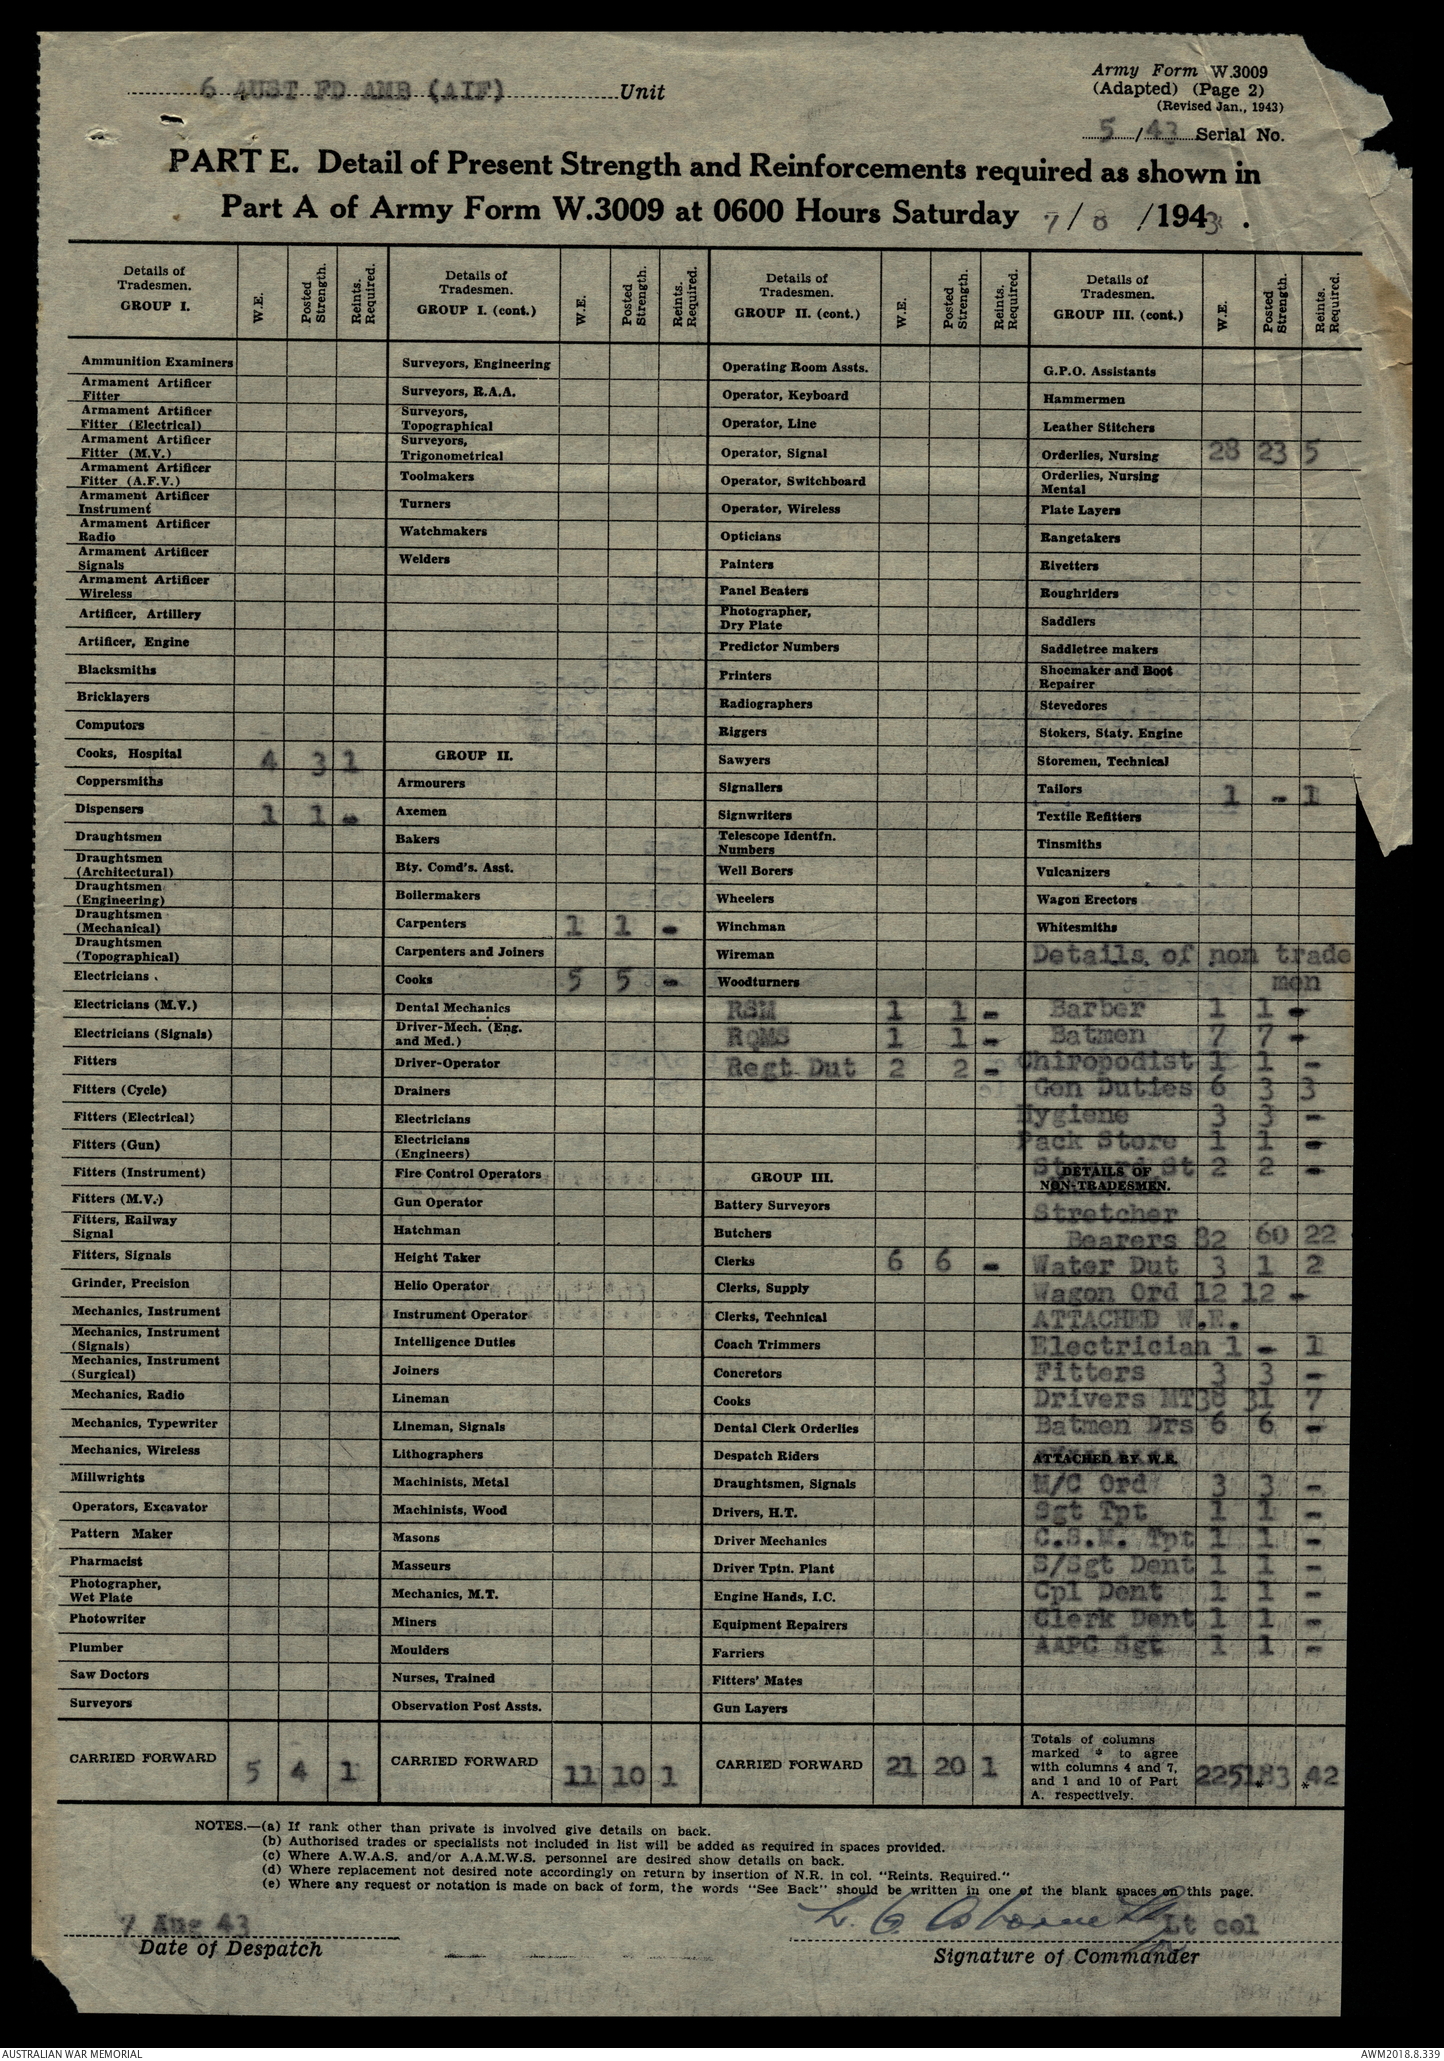 6 AUST FD AMB (AIF) Unit
Army Form W.3009
(Adapted) (Page 2)
(Revised Jan., 1943)
5/43 Serial No.
PART E. Detail of Present Strength and Reinforcements required as shown in
Part A of Army Form W.3009 at 0600 Hours Saturday 7/8/1943.
Details of Tradesmen. GROUP I. W.E. Posted Strength. Reints. Required.
Ammunition Examiners
Armament Artificer Fitter
Armament Artificer Fitter (Electrical)
Armament Artificer Fitter (M.V.)
Armament Artificer Fitter (A.F.V.)
Armament Artificer Instrument
Armament Artificer Radio
Armament Artificer Signals
Armament Artificer Wireless
Artificer, Artillery
Artificer, Engine
Blacksmiths
Bricklayers
Computors
Cooks, Hospital 4 3 1
Coppersmiths
Dispensers 1 1 -
Draughtsmen
Draughtsmen (Architectural)
Draughtsmen (Engineering)
Draughtsmen (Mechanical)
Draughtsmen (Topographical)
Electricians
Electricians (M.V.)
Electricians (Signals)
Fitters
Fitters (Cycle)
Fitters (Electrical)
Fitters (Gun)
Fitters (Instrument)
Fitters (M.V.)
Fitters, Railway Signal
Fitters, Signals
Grinder, Precision
Mechanics, Instrument
Mechanics, Instrument (Signals)
Mechanics, Instrument (Surgical)
Mechanics, Radio
Mechanics, Typewriter
Mechanics, Wireless
Millwrights
Operators, Excavator
Pattern Maker
Pharmacist
Photographer, Wet Plate
Photowriter
Plumber
Saw Doctors
Surveyors
CARRIED FORWARD 5 4 1
Details of Tradesmen. GROUP I. (cont.) W.E. Posted Strength. Reints. Required.
Surveyors, Engineering
Surveyors, R.A.A.
Surveyors, Topographical
Surveyors, Trigonometrical
Toolmakers
Turners
Watchmakers
Welders
GROUP II.
Armourers
Axemen
Bakers
Bty. Comd's. Asst.
Boilermakers
Carpenters 1 1 -
Carpenters and Joiners
Cooks 5 5 -
Dental Mechanics
Driver-Mech. (Eng. and Med.)
Driver-Operator
Drainers
Electricians
Electricians (Engineers)
Fire Control Operators
Gun Operator
Hatchman
Height Taker
Helio Operator
Instrument Operator
Intelligence Duties
Joiners
Lineman
Lineman, Signals
Lithographers
Machinists, Metal
Machinists, Wood
Masons
Masseurs
Mechanics, M.T.
Miners
Moulders
Nurses, Trained
Observation Post Assts.
CARRIED FORWARD 11 10 1
Details of Tradesmen. GROUP II. (cont.) W.E. Posted Strength. Reints. Required.
Operating Room Assts.
Operator, Keyboard
Operator, Line
Operator, Signal
Operator, Switchboard
Operator, Wireless
Opticians
Painters
Panel Beaters
Photographer, Dry Plate
Predictor Numbers
Printers
Radiographers
Riggers
Sawyers
Signallers
Signwriters
Telescope Identfn. Numbers
Well Borers
Wheelers
Winchman
Wireman
Woodturners
RSM 1 1 -
RQMS 1 1 -
Regt Dut 2 2 -
GROUP III.
Battery Surveyors
Butchers
Clerks 6 6 -
Clerks, Supply
Clerks, Technical
Coach Trimmers
Concretors
Cooks
Dental Clerk Orderlies
Despatch Riders
Draughtsmen, Signals
Drivers, H.T.
Driver Mechanics
Driver Tptn. Plant
Engine Hands, I.C.
Equipment Repairers
Farriers
Fitters' Mates
Gun Layers
CARRIED FORWARD 21 20 1
Details of Tradesmen. GROUP III. (cont.) W.E. Posted Strength. Reints. Required.
G.P.O. Assistants
Hammermen
Leather Stitchers
Orderlies, Nursing 28 23 5
Orderlies, Nursing Mental
Plate Layers
Rangetakers
Rivetters
Roughriders
Saddlers
Saddletree makers
Shoemaker and Boot Repairer
Stevedores
Stokers, Staty. Engine
Storemen, Technical
Tailors 1 - 1
Textile Refitters
Tinsmiths
Vulcanizers
Wagon Erectors
Whitesmiths
Details of non trade
men
Barber 1 1 -
Batmen 7 7 -
Chiropodist 1 1 -
Gen Duties 6 3 3
Hygiene 3 3 -
Pack Store 1 1 -
Steward St 2 2 -
DETAILS OF NON-TRADESMEN.
Stretcher
Bearers 82 60 22
Water Dut 3 1 2
Wagon Ord 12 12 -
ATTACHED W.E.
Electrician 1 - 1
Fitters 3 3 -
Drivers MT 38 31 7
Batmen Drs 6 6 -
ATTACHED BY W.E.
M/C Ord 3 3 -
Sgt Tpt 1 1 -
C.S.M. Tpt 1 1 -
S/Sgt Dent 1 1 -
Cpl Dent 1 1 -
Clerk Dent 1 1 -
AAPC Sgt 1 1 -
Totals of columns marked * to agree with columns 4 and 7, and 1 and 10 of Part A. respectively. 225 *183 *42
NOTES.—(a) If rank other than private is involved give details on back.
(b) Authorised trades or specialists not included in list will be added as required in spaces provided.
(c) Where A.W.A.S. and/or A.A.M.W.S. personnel are desired show details on back.
(d) Where replacement not desired note accordingly on return by insertion of N.R. in col. "Reints. Required."
(e) Where any request or notation is made on back of form, the words "See Back" should be written in one of the blank spaces on this page.
7 Aug 43
Date of Despatch
Lt col
Signature of Commander
AUSTRALIAN WAR MEMORIAL
AWM2018.8.339